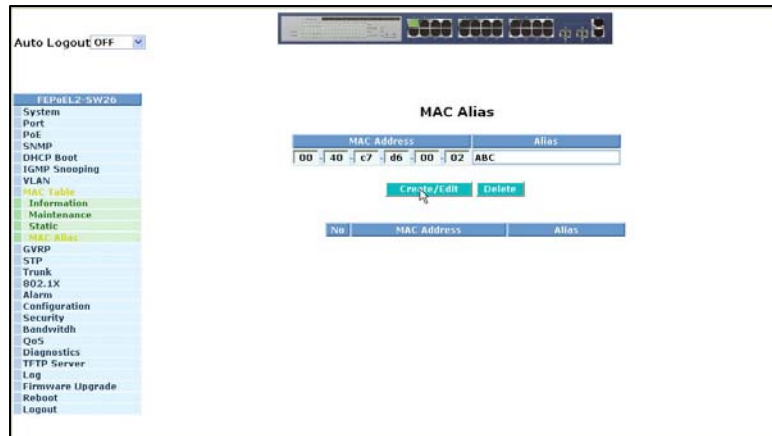 Auto Logout OFF
FEPoEL2-SW26
System
Port
PoE
SNMP
DHCP Boot
IGMP Snooping
VLAN
MAC Table
Information
Maintenance
Static
MAC Alias
GVRP
STP
Trunk
802.1X
Alarm
Configuration
Security
Bandwitdh
QoS
Diagnostics
TFTP Server
Log
Firmware Upgrade
Reboot
Logout
MAC Alias
MAC Address Alias
00 - 40 - c7 - d6 - 00 - 02 ABC
Create/Edit Delete
No MAC Address Alias